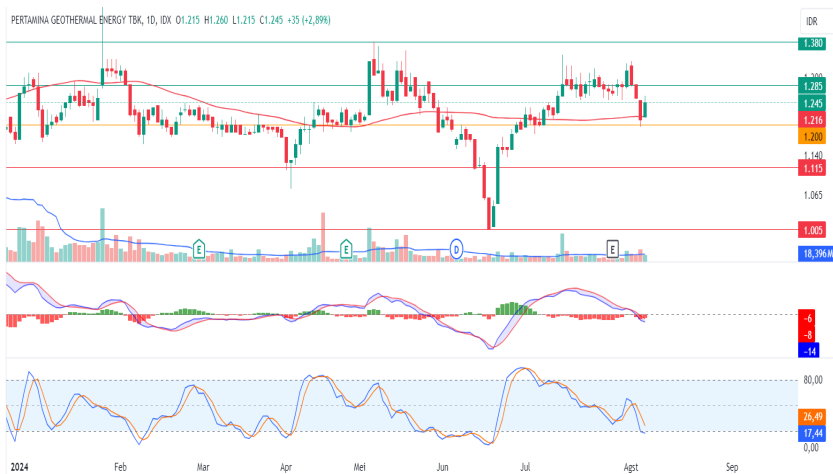 PERTAMINA GEOTHERMAL ENERGY TBK, 1D, IDX O1.215 H1.260 L1.215 C1.245 +35 (+2,89%)
IDR
1.380
1.285
1.245
1.216
1.200
1.140
1.115
1.065
1.005
18,396M
E
E
D
E
-6
-8
-14
80,00
26,49
17,44
0,00
2024 Feb Mar Apr Mei Jun Jul Agst Sep